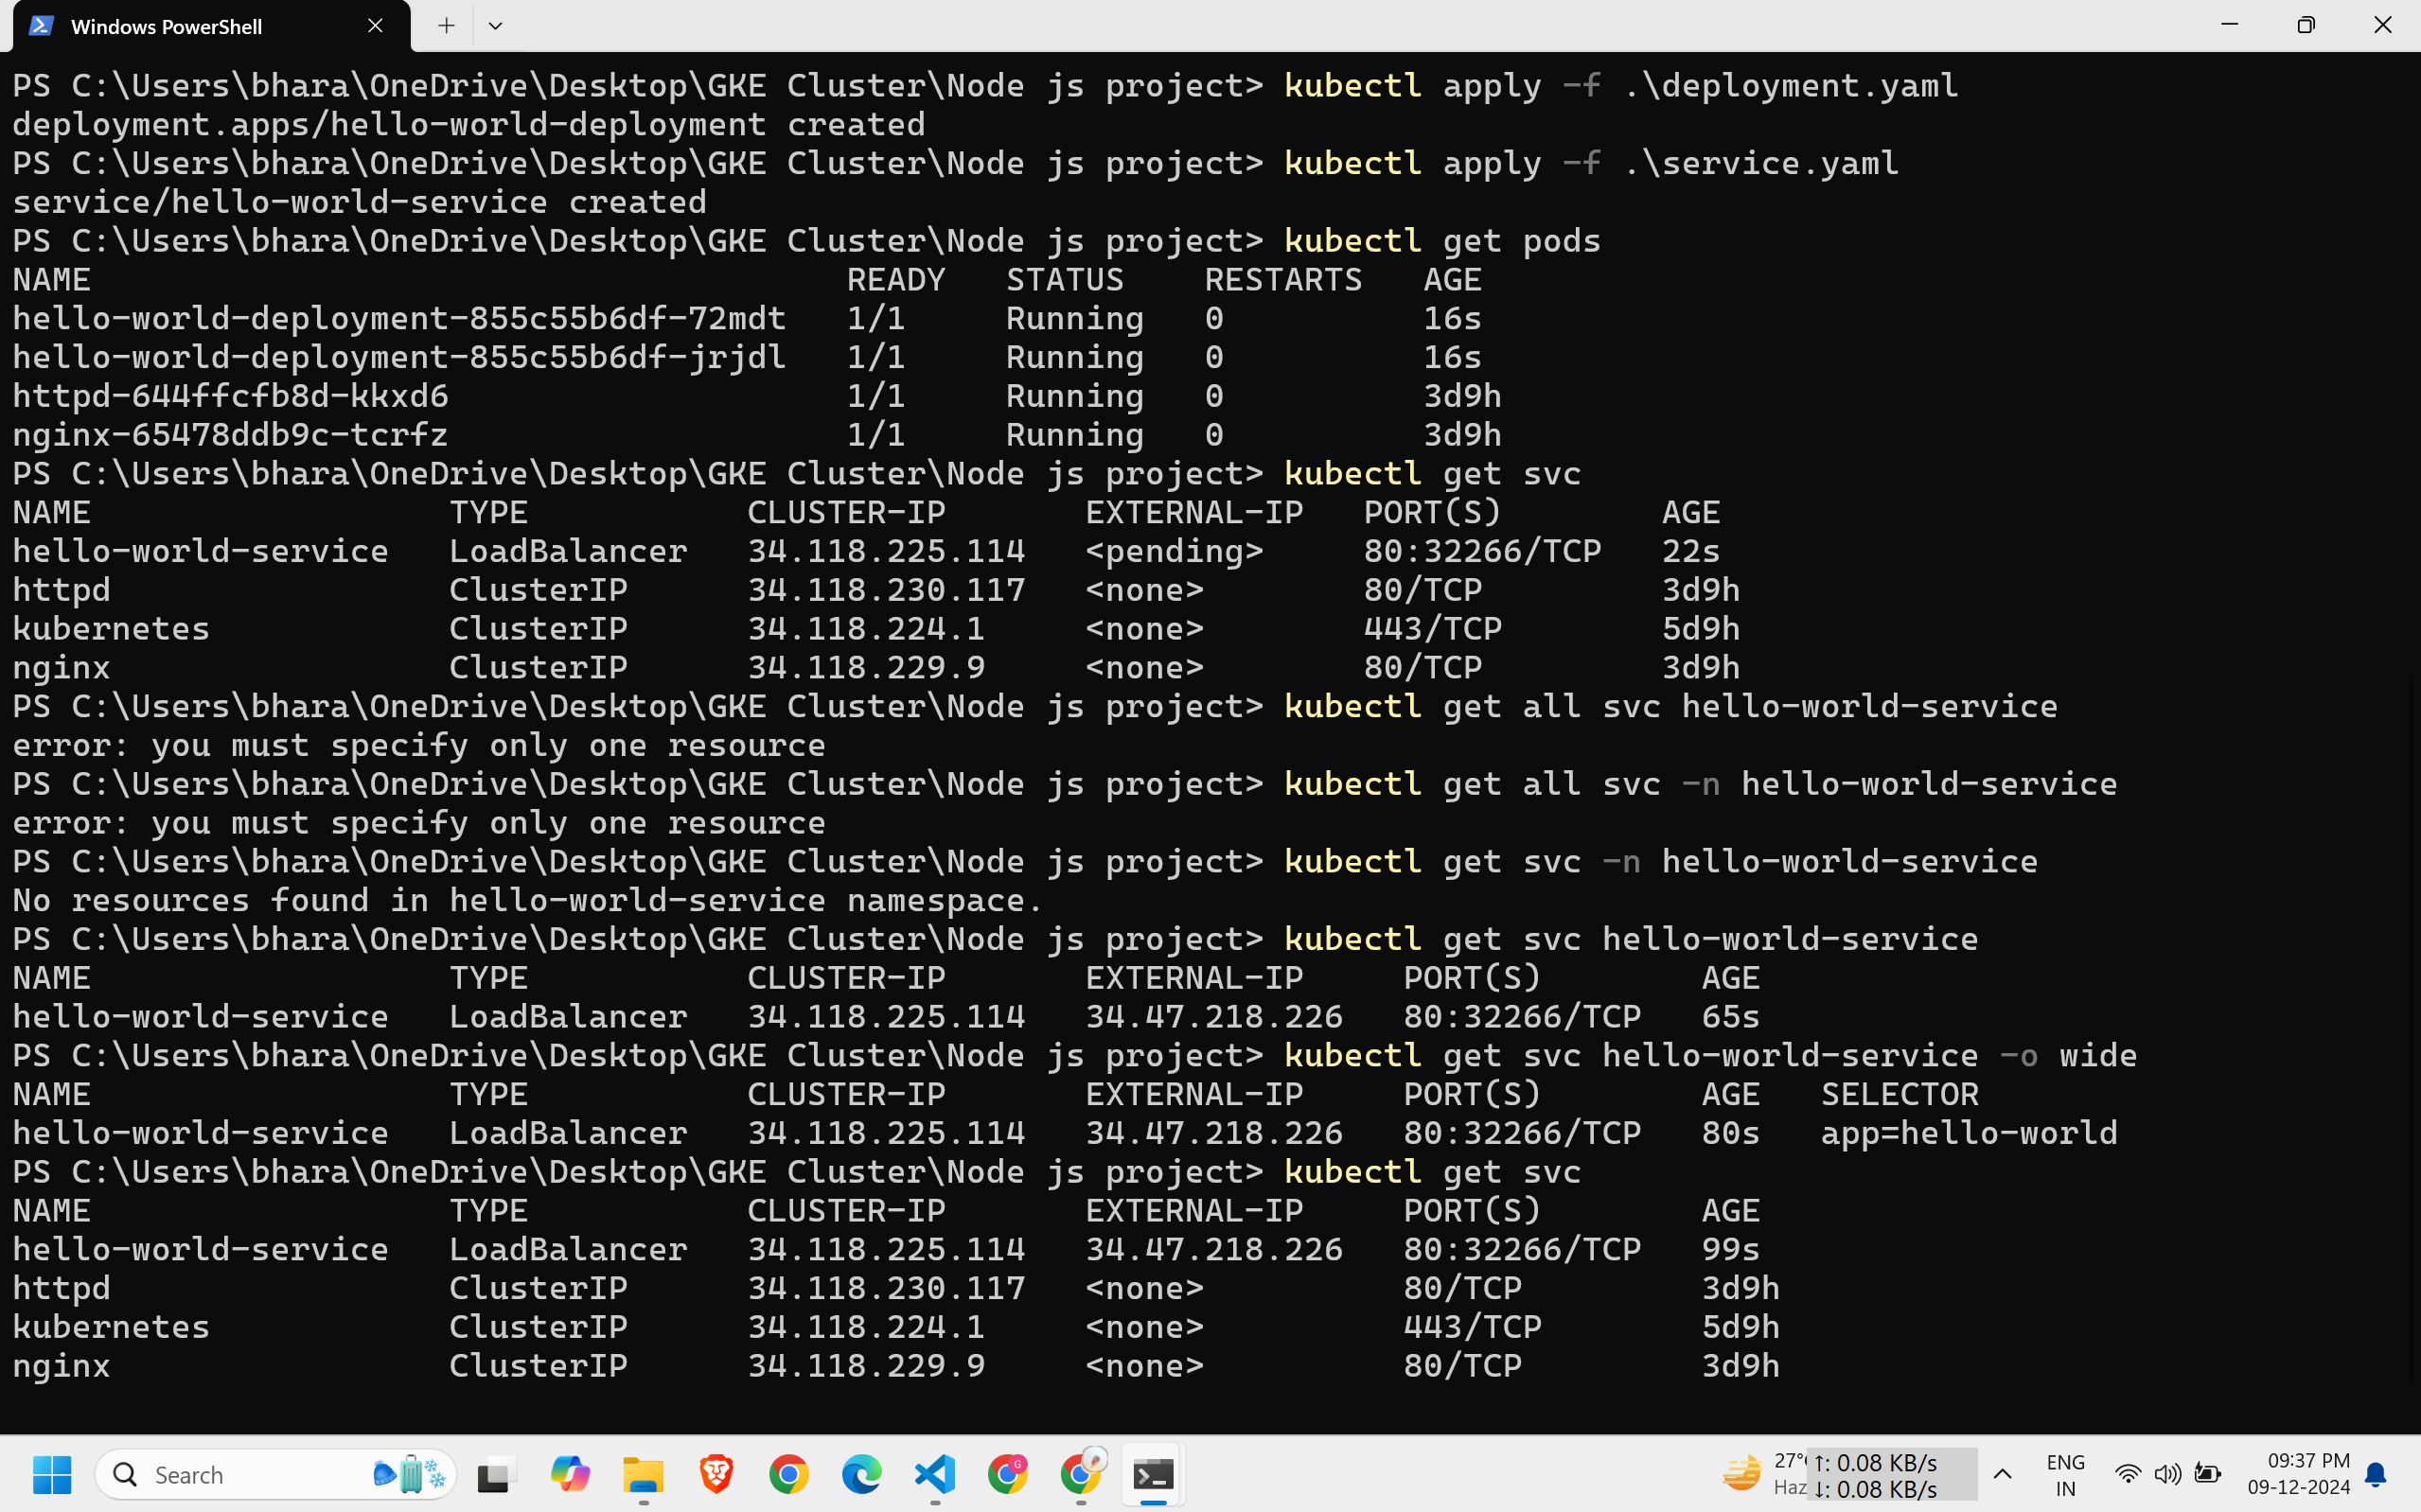 Windows PowerShell
PS C:\Users\bhara\OneDrive\Desktop\GKE Cluster\Node js project> kubectl apply -f .\deployment.yaml
deployment.apps/hello-world-deployment created
PS C:\Users\bhara\OneDrive\Desktop\GKE Cluster\Node js project> kubectl apply -f .\service.yaml
service/hello-world-service created
PS C:\Users\bhara\OneDrive\Desktop\GKE Cluster\Node js project> kubectl get pods
NAME READY STATUS RESTARTS AGE
hello-world-deployment-855c55b6df-72mdt 1/1 Running 0 16s
hello-world-deployment-855c55b6df-jrjdl 1/1 Running 0 16s
httpd-644ffcfb8d-kkxd6 1/1 Running 0 3d9h
nginx-65478ddb9c-tcrfz 1/1 Running 0 3d9h
PS C:\Users\bhara\OneDrive\Desktop\GKE Cluster\Node js project> kubectl get svc
NAME TYPE CLUSTER-IP EXTERNAL-IP PORT(S) AGE
hello-world-service LoadBalancer 34.118.225.114 <pending> 80:32266/TCP 22s
httpd ClusterIP 34.118.230.117 <none> 80/TCP 3d9h
kubernetes ClusterIP 34.118.224.1 <none> 443/TCP 5d9h
nginx ClusterIP 34.118.229.9 <none> 80/TCP 3d9h
PS C:\Users\bhara\OneDrive\Desktop\GKE Cluster\Node js project> kubectl get all svc hello-world-service
error: you must specify only one resource
PS C:\Users\bhara\OneDrive\Desktop\GKE Cluster\Node js project> kubectl get all svc -n hello-world-service
error: you must specify only one resource
PS C:\Users\bhara\OneDrive\Desktop\GKE Cluster\Node js project> kubectl get svc -n hello-world-service
No resources found in hello-world-service namespace.
PS C:\Users\bhara\OneDrive\Desktop\GKE Cluster\Node js project> kubectl get svc hello-world-service
NAME TYPE CLUSTER-IP EXTERNAL-IP PORT(S) AGE
hello-world-service LoadBalancer 34.118.225.114 34.47.218.226 80:32266/TCP 65s
PS C:\Users\bhara\OneDrive\Desktop\GKE Cluster\Node js project> kubectl get svc hello-world-service -o wide
NAME TYPE CLUSTER-IP EXTERNAL-IP PORT(S) AGE SELECTOR
hello-world-service LoadBalancer 34.118.225.114 34.47.218.226 80:32266/TCP 80s app=hello-world
PS C:\Users\bhara\OneDrive\Desktop\GKE Cluster\Node js project> kubectl get svc
NAME TYPE CLUSTER-IP EXTERNAL-IP PORT(S) AGE
hello-world-service LoadBalancer 34.118.225.114 34.47.218.226 80:32266/TCP 99s
httpd ClusterIP 34.118.230.117 <none> 80/TCP 3d9h
kubernetes ClusterIP 34.118.224.1 <none> 443/TCP 5d9h
nginx ClusterIP 34.118.229.9 <none> 80/TCP 3d9h
Search
G
27°
Haz
↑: 0.08 KB/s
↓: 0.08 KB/s
ENG
IN
09:37 PM
09-12-2024